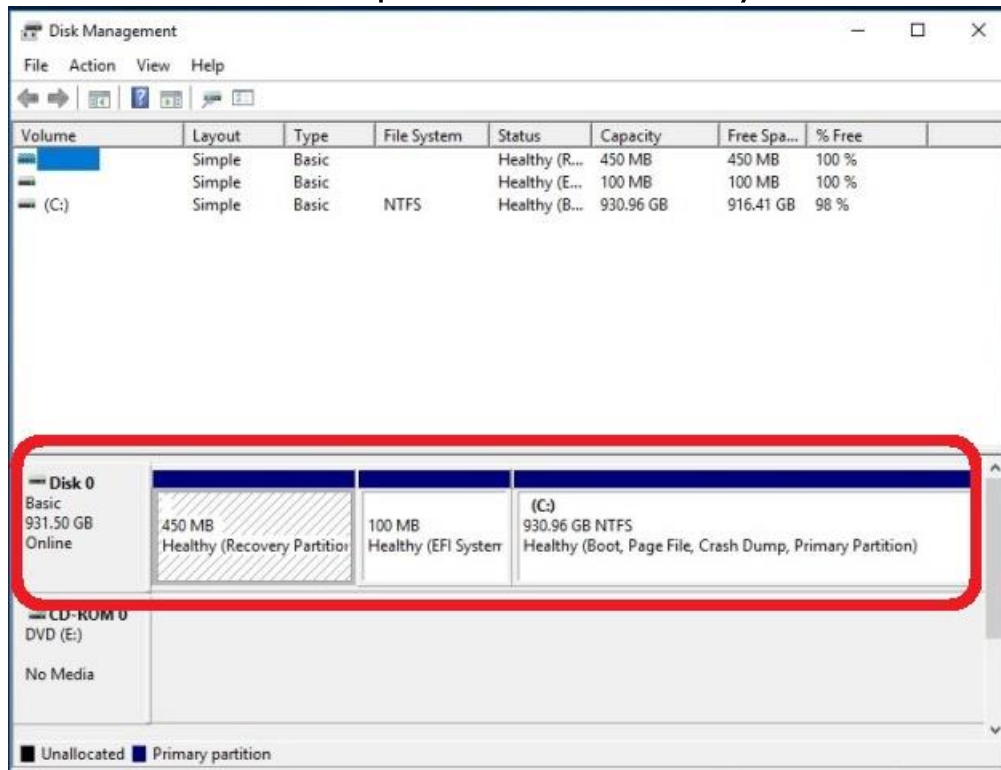 Disk Management
File Action View Help
Volume Layout Type File System Status Capacity Free Spa... % Free
Simple Basic Healthy (R... 450 MB 450 MB 100 %
Simple Basic Healthy (E... 100 MB 100 MB 100 %
(C:) Simple Basic NTFS Healthy (B... 930.96 GB 916.41 GB 98 %
Disk 0
Basic
931.50 GB
Online
450 MB
Healthy (Recovery Partition
100 MB
Healthy (EFI System
(C:)
930.96 GB NTFS
Healthy (Boot, Page File, Crash Dump, Primary Partition)
CD-ROM 0
DVD (E:)
No Media
Unallocated Primary partition